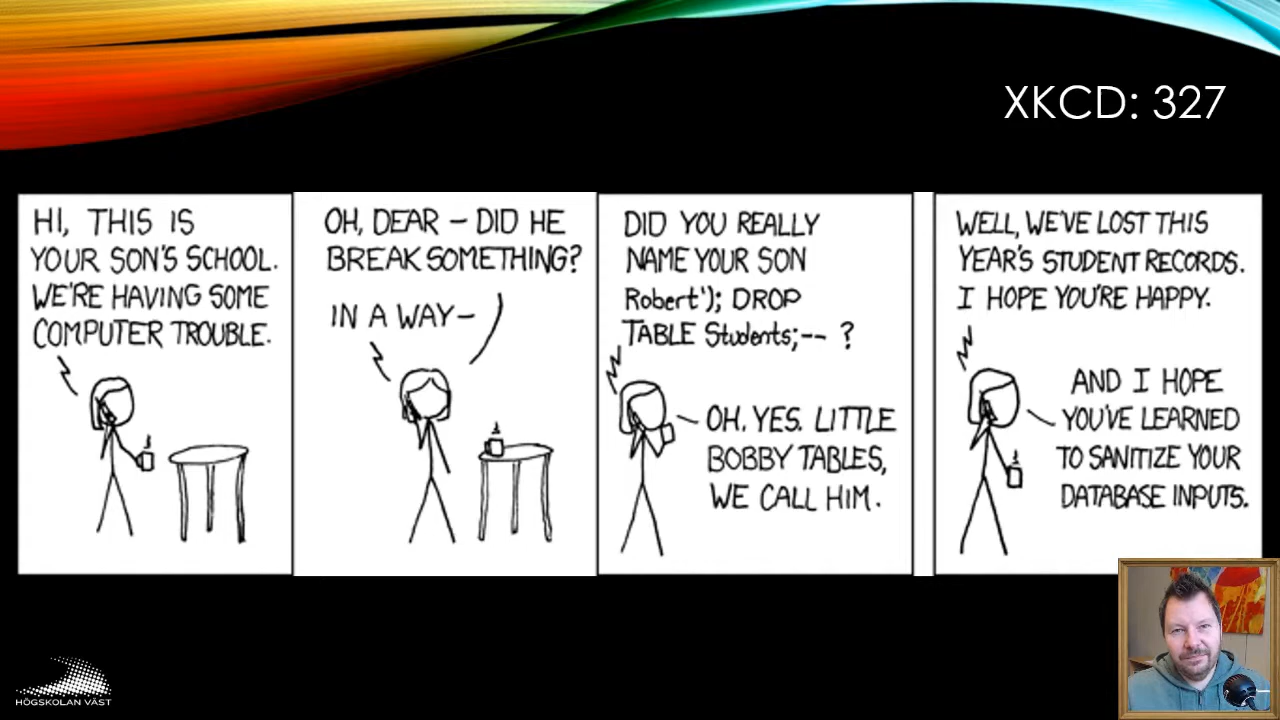 XKCD: 327
HI, THIS IS
YOUR SON'S SCHOOL.
WE'RE HAVING SOME
COMPUTER TROUBLE.
OH, DEAR – DID HE
BREAK SOMETHING?
IN A WAY–
DID YOU REALLY
NAME YOUR SON
Robert'); DROP
TABLE Students;-- ?
OH, YES. LITTLE
BOBBY TABLES,
WE CALL HIM.
WELL, WE'VE LOST THIS
YEAR'S STUDENT RECORDS.
I HOPE YOU'RE HAPPY.
AND I HOPE
YOU'VE LEARNED
TO SANITIZE YOUR
DATABASE INPUTS.
HÖGSKOLAN VÄST